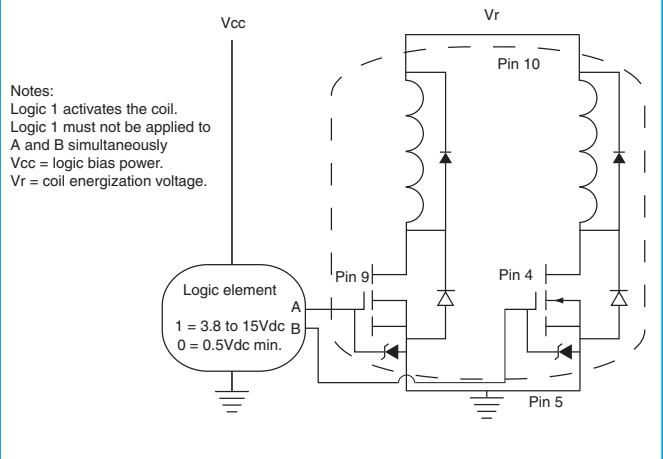 Vcc
Vr
Pin 10
Notes:
Logic 1 activates the coil.
Logic 1 must not be applied to
A and B simultaneously
Vcc = logic bias power.
Vr = coil energization voltage.
Pin 9
Pin 4
Logic element
A
1 = 3.8 to 15Vdc
B
0 = 0.5Vdc min.
Pin 5